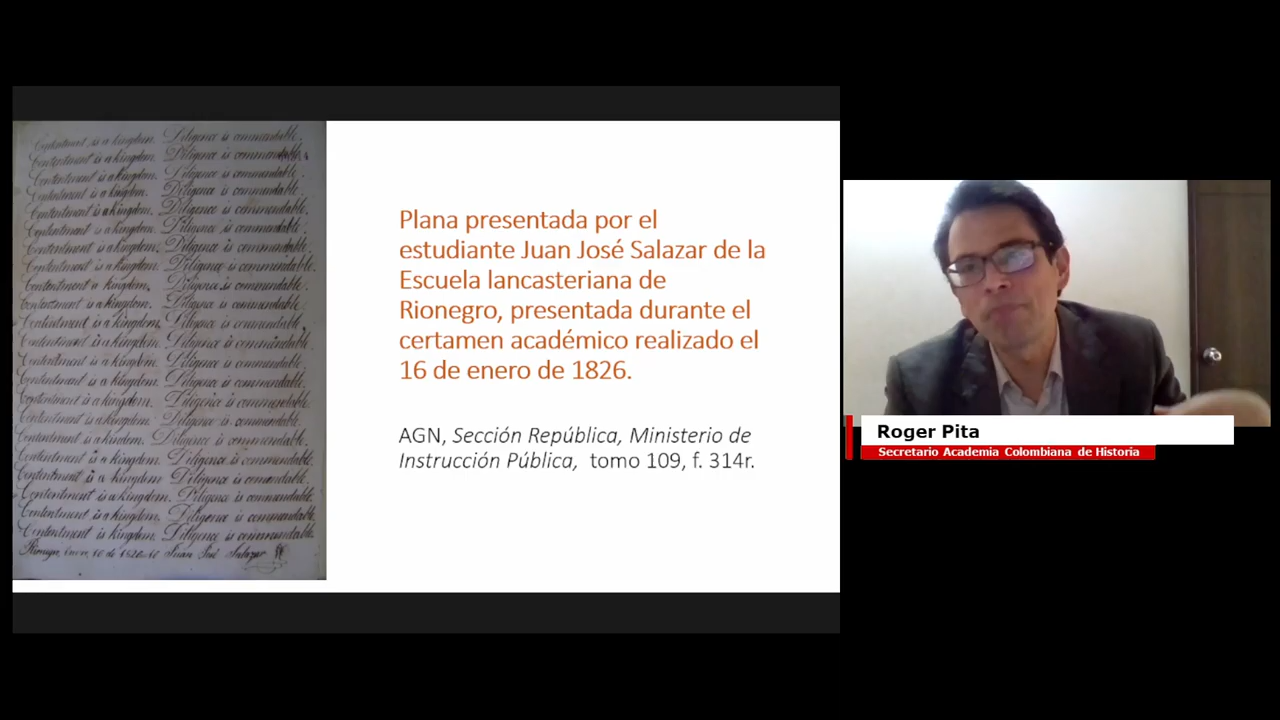 Contentment is a kingdom. Diligence is commendable.
Contentment is a kingdom. Diligence is commendable.
Contentment is a kingdom. Diligence is commendable.
Contentment is a kingdom. Diligence is commendable.
Contentment is a kingdom. Diligence is commendable.
Contentment is a kingdom. Diligence is commendable.
Contentment is a kingdom. Diligence is commendable.
Contentment is a kingdom. Diligence is commendable.
Contentment a kingdom. Diligence is commendable.
Contentment is a kingdom. Diligence is commendable.
Contentment is a kingdom. Diligence is commendable.
Contentment is a kingdom. Diligence is commendable.
Contentment is a kingdom. Diligence is commendable.
Contentment is a kingdom. Diligence is commendable.
Contentment is a kingdom. Diligence is commendable.
Contentment is a kingdom. Diligence is commendable.
Contentment is a kindom. Diligence is commendable.
Contentment is a kingdom. Diligence is commendable.
Contentment is a kingdom. Diligence is
Contentment is a kingdom. Diligence is commendable.
Contentment is a kingdom. Diligence is commendable.
Contentment is kingdom. Diligence is commendable.
de Juan José Salazar
Plana presentada por el
estudiante Juan José Salazar de la
Escuela lancasteriana de
Rionegro, presentada durante el
certamen académico realizado el
16 de enero de 1826.
AGN, Sección República, Ministerio de
Instrucción Pública, tomo 109, f. 314r.
Roger Pita
Secretario Academia Colombiana de Historia